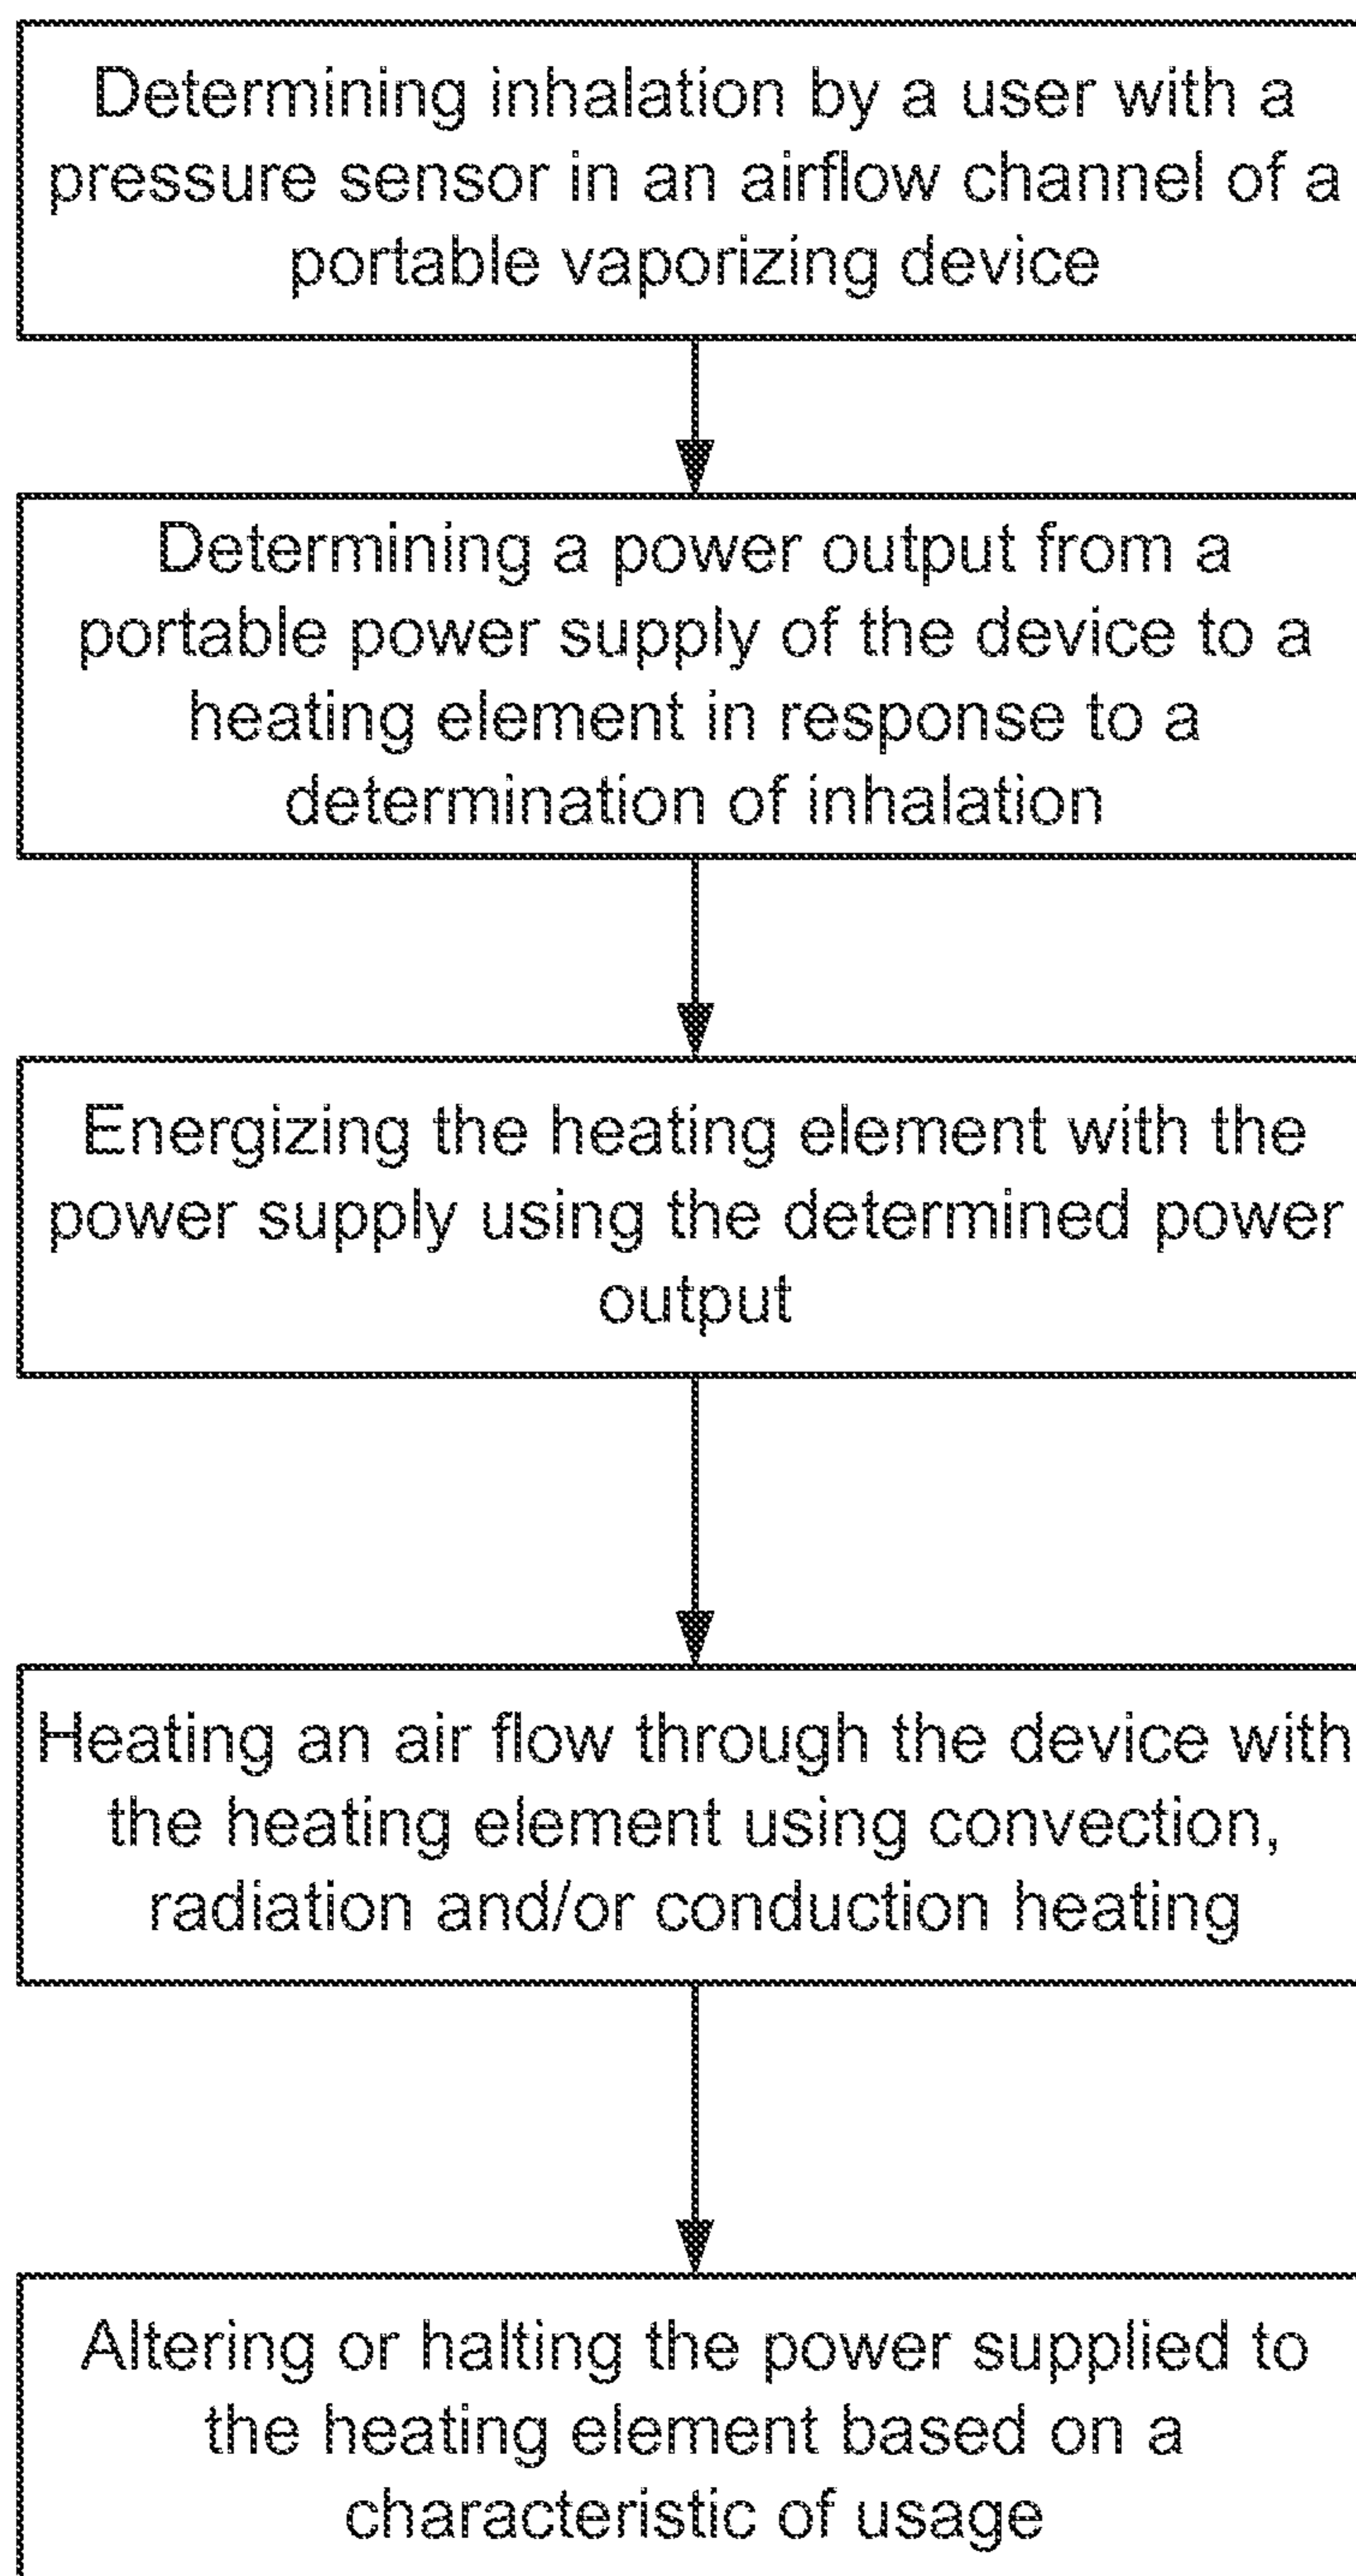 Determining inhalation by a user with a
pressure sensor in an airflow channel of a
portable vaporizing device
Determining a power output from a
portable power supply of the device to a
heating element in response to a
determination of inhalation
Energizing the heating element with the
power supply using the determined power
output
Heating an air flow through the device with
the heating element using convection,
radiation and/or conduction heating
Altering or halting the power supplied to
the heating element based on a
characteristic of usage